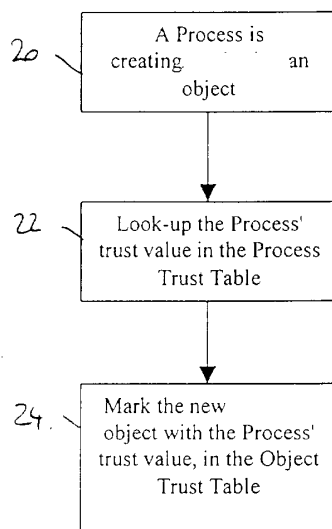 20
A Process is
creating an
object
22
Look-up the Process'
trust value in the Process
Trust Table
24.
Mark the new
object with the Process'
trust value, in the Object
Trust Table